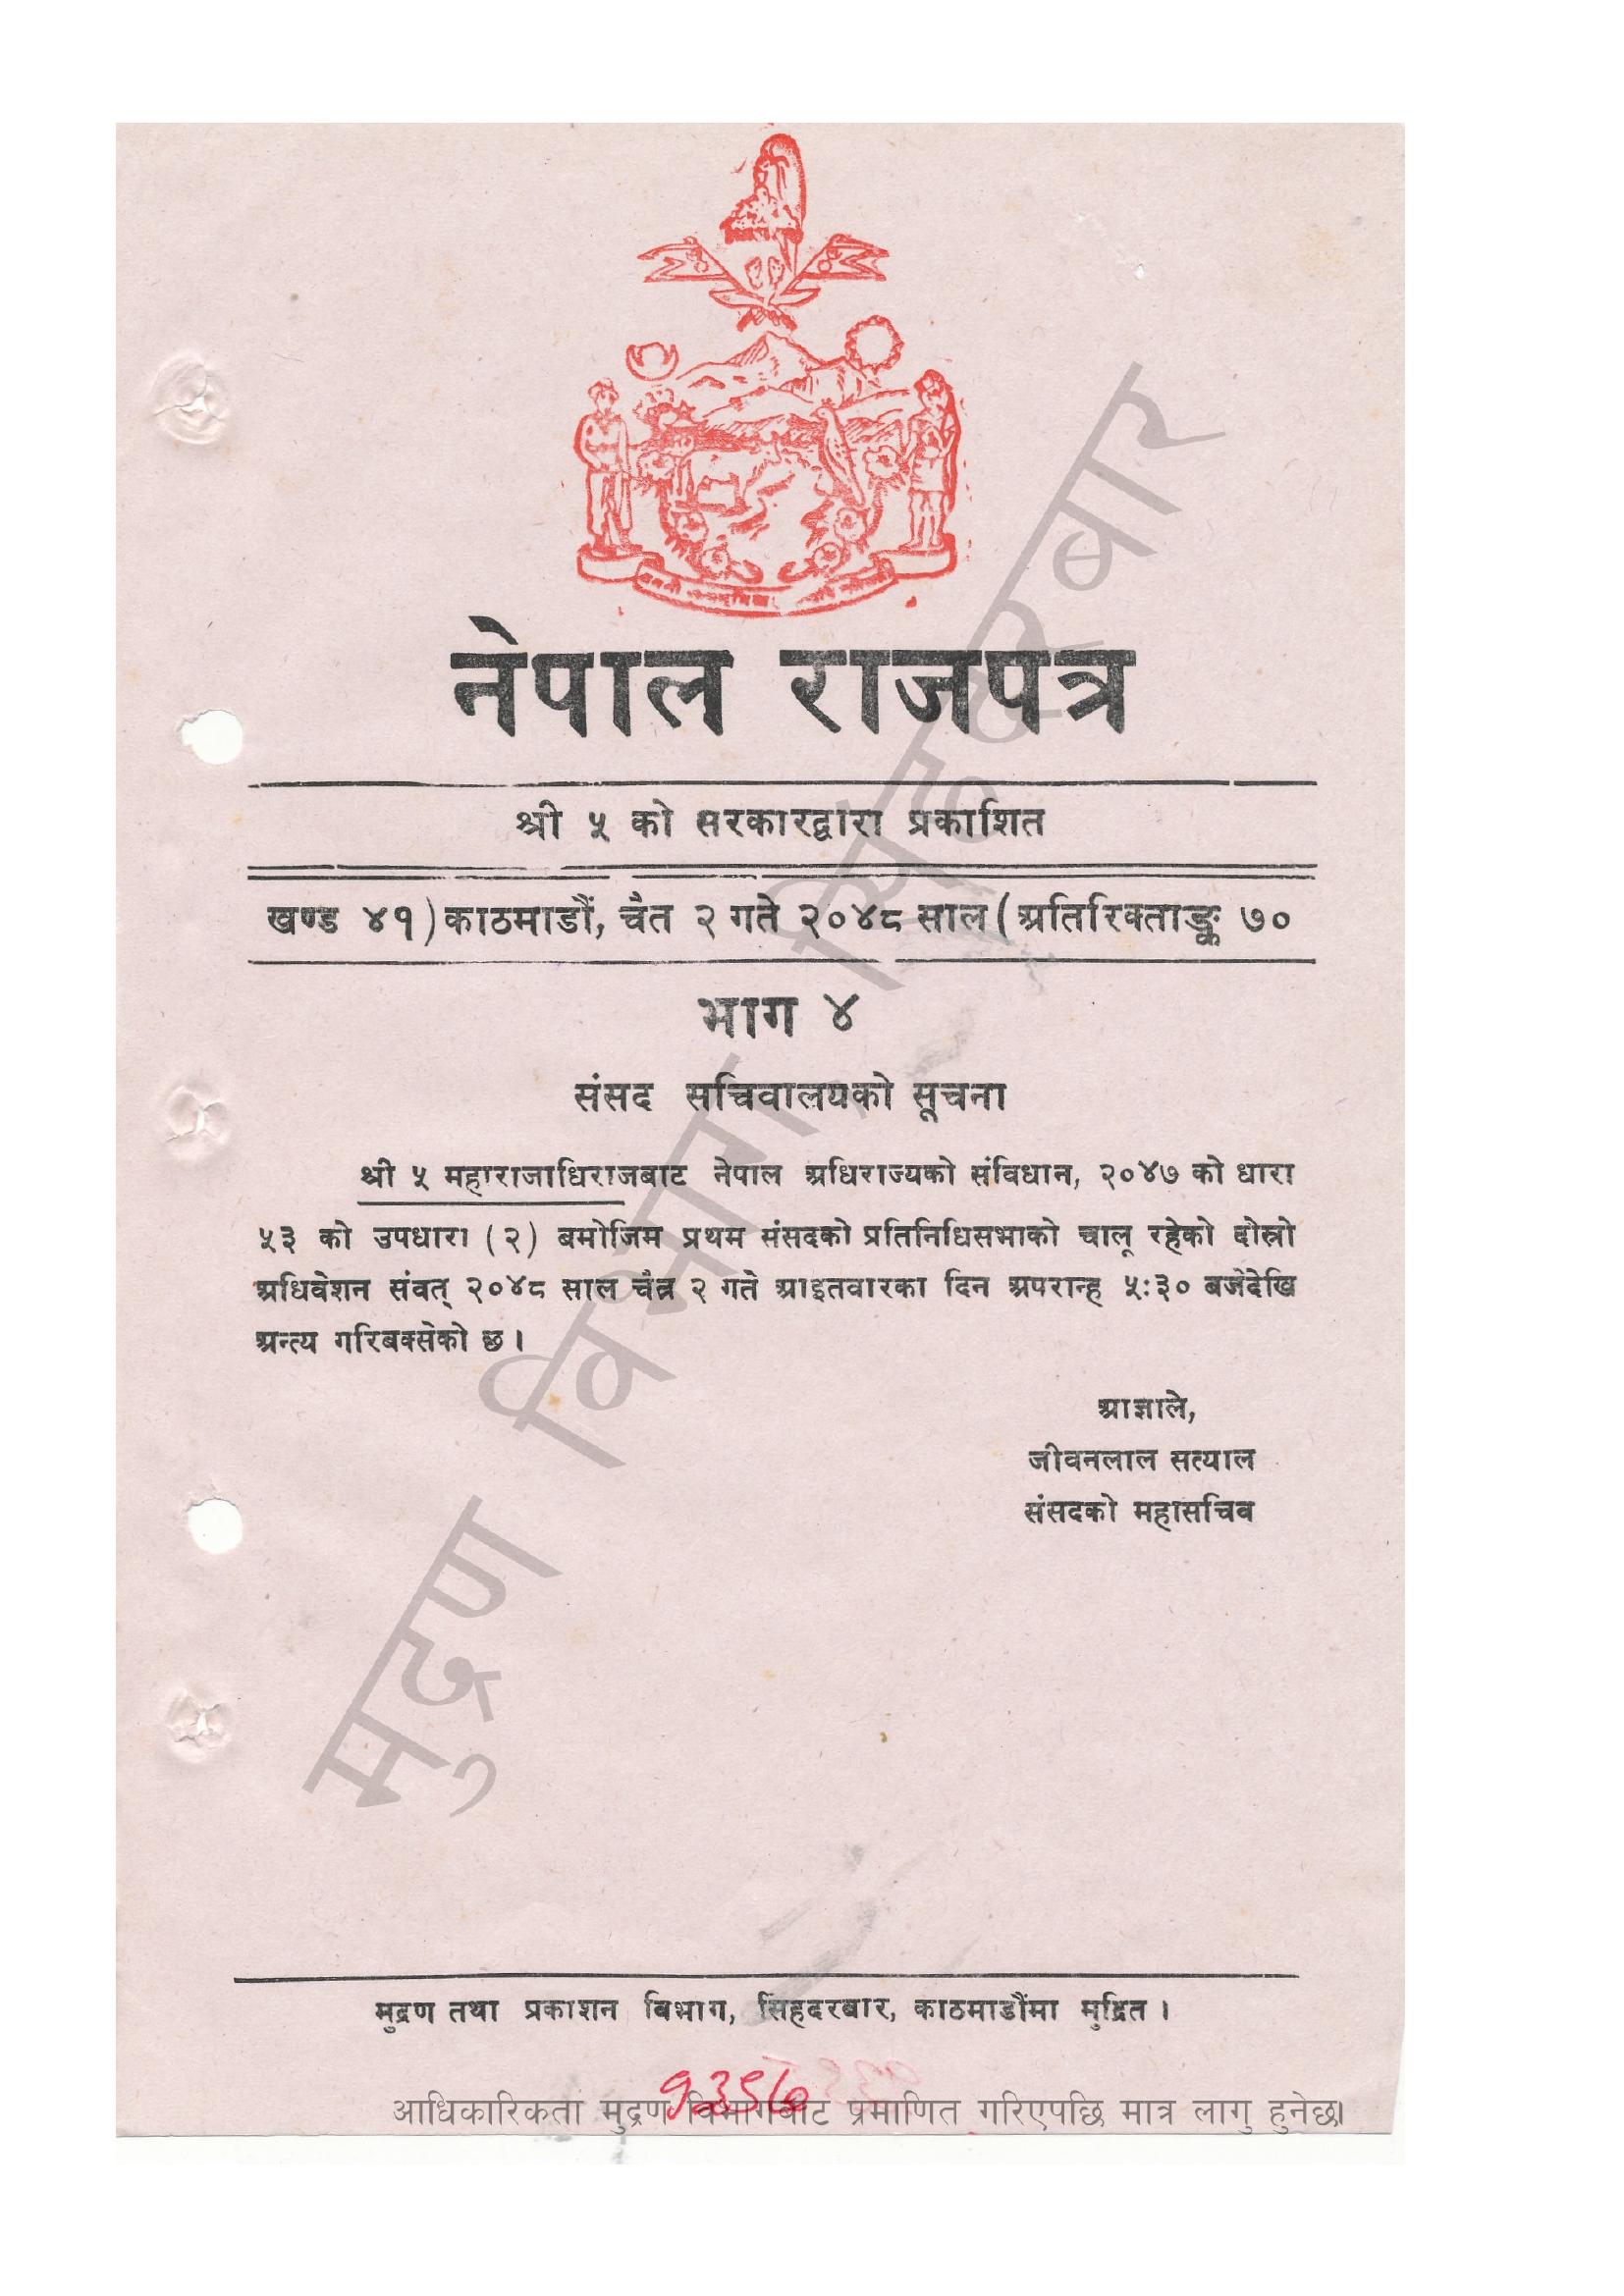 नेपाल राजपत्र
श्री ५ को सरकारद्वारा प्रकाशित
खण्ड ४१) काठमाडौं, चैत २ गते २०४८ साल (अतिरिक्ताङ्क ७०
भाग ४
संसद सचिवालयको सूचना
श्री ५ महाराजाधिराजबाट नेपाल अधिराज्यको संविधान, २०४७ को धारा
५३ को उपधारा (२) बमोजिम प्रथम संसदको प्रतिनिधिसभाको चालू रहेको दोस्रो
अधिवेशन संवत् २०४८ साल चैत्र २ गते आइतवारका दिन अपरान्ह ५:३० बजेदेखि
अन्त्य गरिबक्सेको छ ।
आज्ञाले,
जीवनलाल सत्याल
संसदको महासचिव
मुद्रण विभाग, सिंहदरबार
मुद्रण तथा प्रकाशन विभाग, सिंहदरबार, काठमाडौंमा मुद्रित ।
आधिकारिकता मुद्रण विभागबाट प्रमाणित गरिएपछि मात्र लागु हुनेछ।